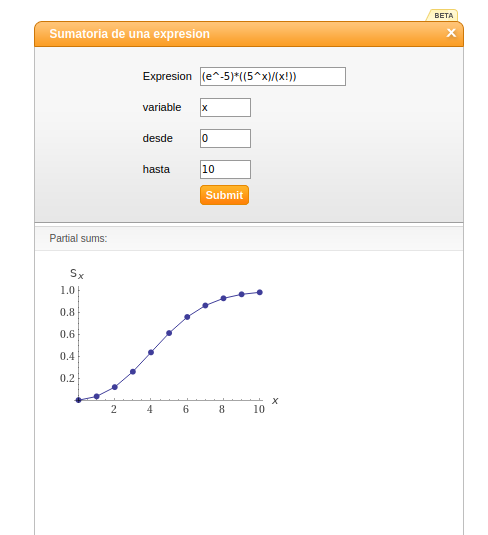 BETA
Sumatoria de una expresion ×
Expresion (e^-5)*((5^x)/(x!))
variable x
desde 0
hasta 10
Submit
Partial sums:
Sx
1.0
0.8
0.6
0.4
0.2
2 4 6 8 10 x